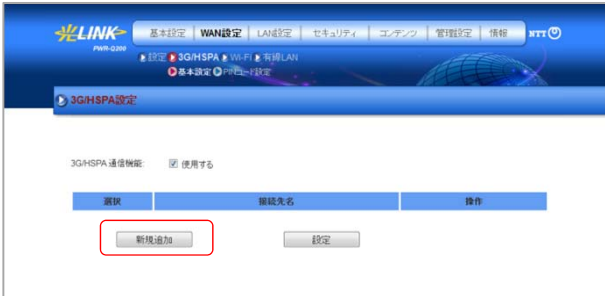 光LINK
PWR-Q200
基本設定 WAN設定 LAN設定 セキュリティ コンテンツ 管理設定 情報 NTT
設定 3G/HSPA Wi-Fi 有線LAN
基本設定 PINコード設定
3G/HSPA設定
3G/HSPA 通信機能: 使用する
選択 接続先名 操作
新規追加 設定